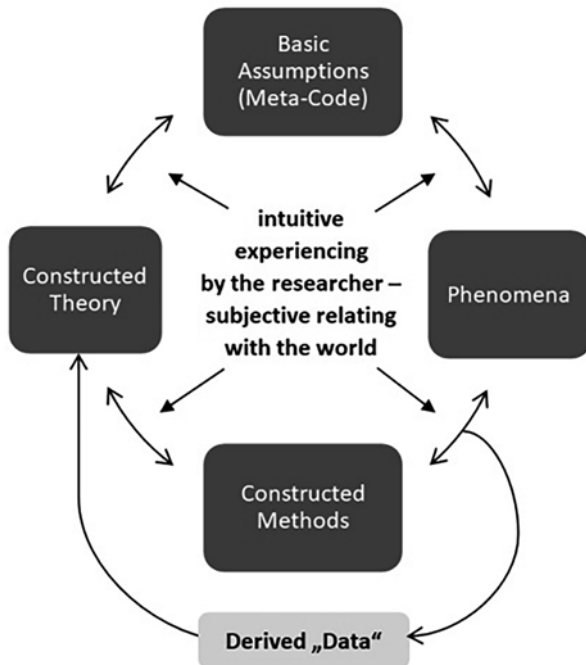 Basic
Assumptions
(Meta-Code)
intuitive
experiencing
by the researcher –
subjective relating
with the world
Constructed
Theory
Phenomena
Constructed
Methods
Derived „Data“